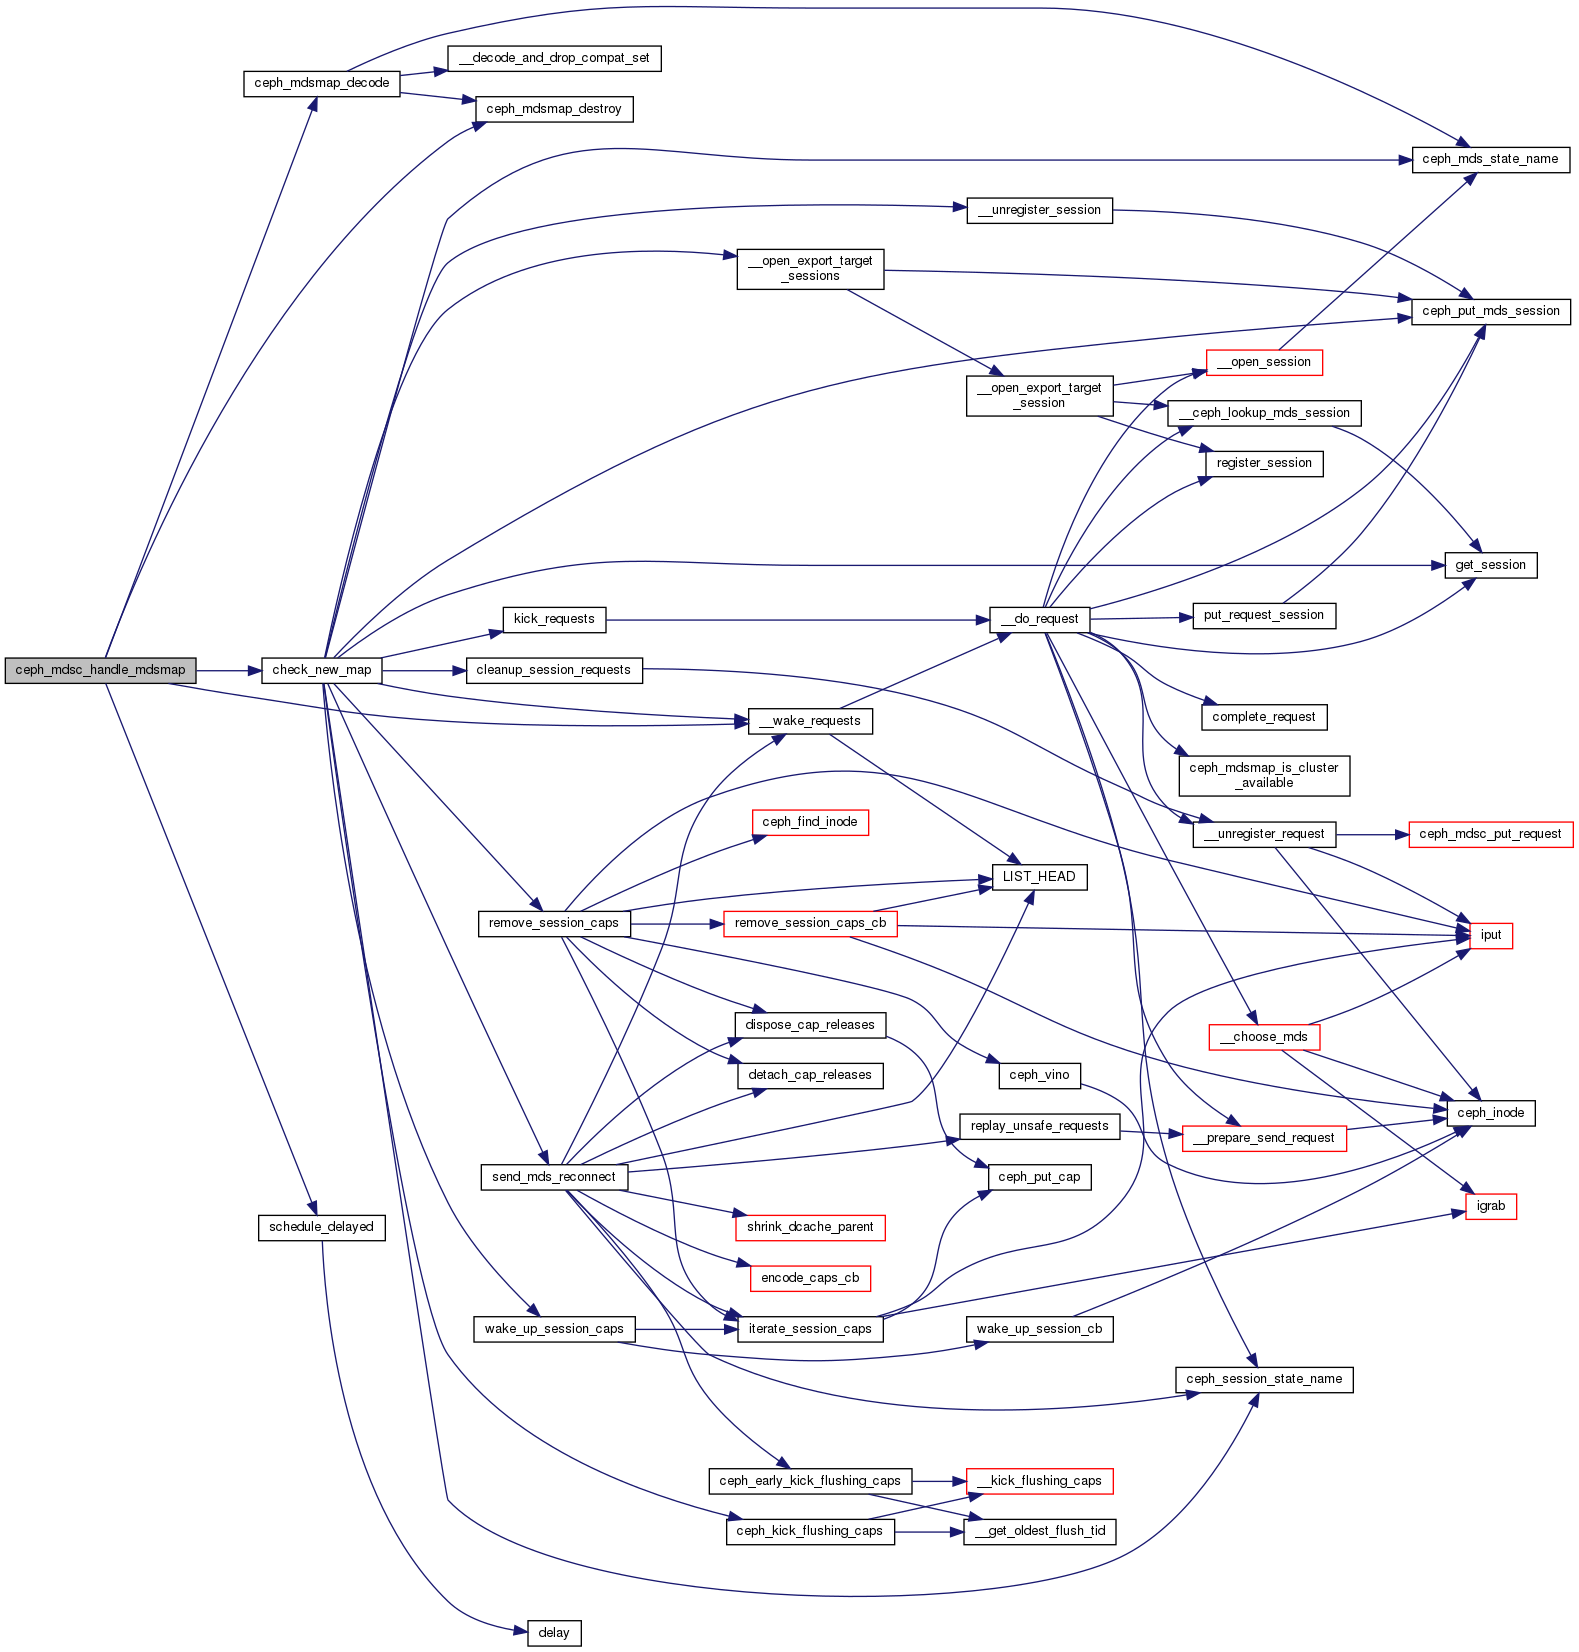 __decode_and_drop_compat_set
ceph_mdsmap_decode
ceph_mdsmap_destroy
ceph_mds_state_name
__unregister_session
__open_export_target
_sessions
ceph_put_mds_session
__open_session
__open_export_target
_session
__ceph_lookup_mds_session
register_session
get_session
kick_requests
__do_request
put_request_session
ceph_mdsc_handle_mdsmap
check_new_map
cleanup_session_requests
__wake_requests
complete_request
ceph_mdsmap_is_cluster
_available
ceph_find_inode
__unregister_request
ceph_mdsc_put_request
LIST_HEAD
remove_session_caps
remove_session_caps_cb
iput
dispose_cap_releases
__choose_mds
detach_cap_releases
ceph_vino
ceph_inode
replay_unsafe_requests
__prepare_send_request
send_mds_reconnect
ceph_put_cap
igrab
schedule_delayed
shrink_dcache_parent
encode_caps_cb
wake_up_session_caps
iterate_session_caps
wake_up_session_cb
ceph_session_state_name
ceph_early_kick_flushing_caps
__kick_flushing_caps
ceph_kick_flushing_caps
__get_oldest_flush_tid
delay